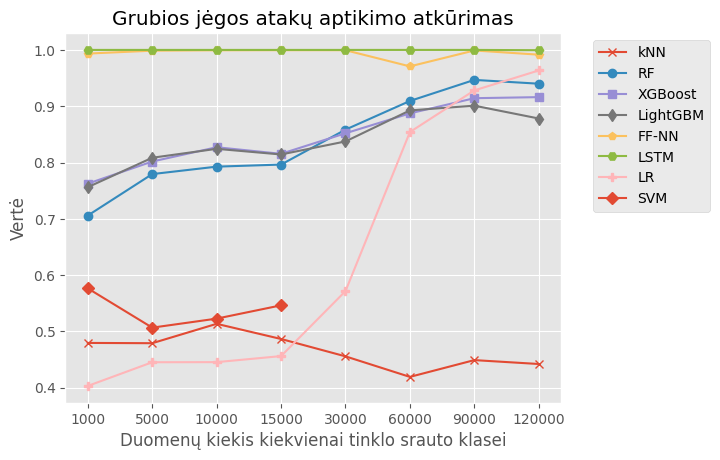 Grubios jėgos atakų aptikimo atkūrimas
1.0
0.9
0.8
0.7
0.6
0.5
0.4
Vertė
1000 5000 10000 15000 30000 60000 90000 120000
Duomenų kiekis kiekvienai tinklo srauto klasei
kNN
RF
XGBoost
LightGBM
FF-NN
LSTM
LR
SVM